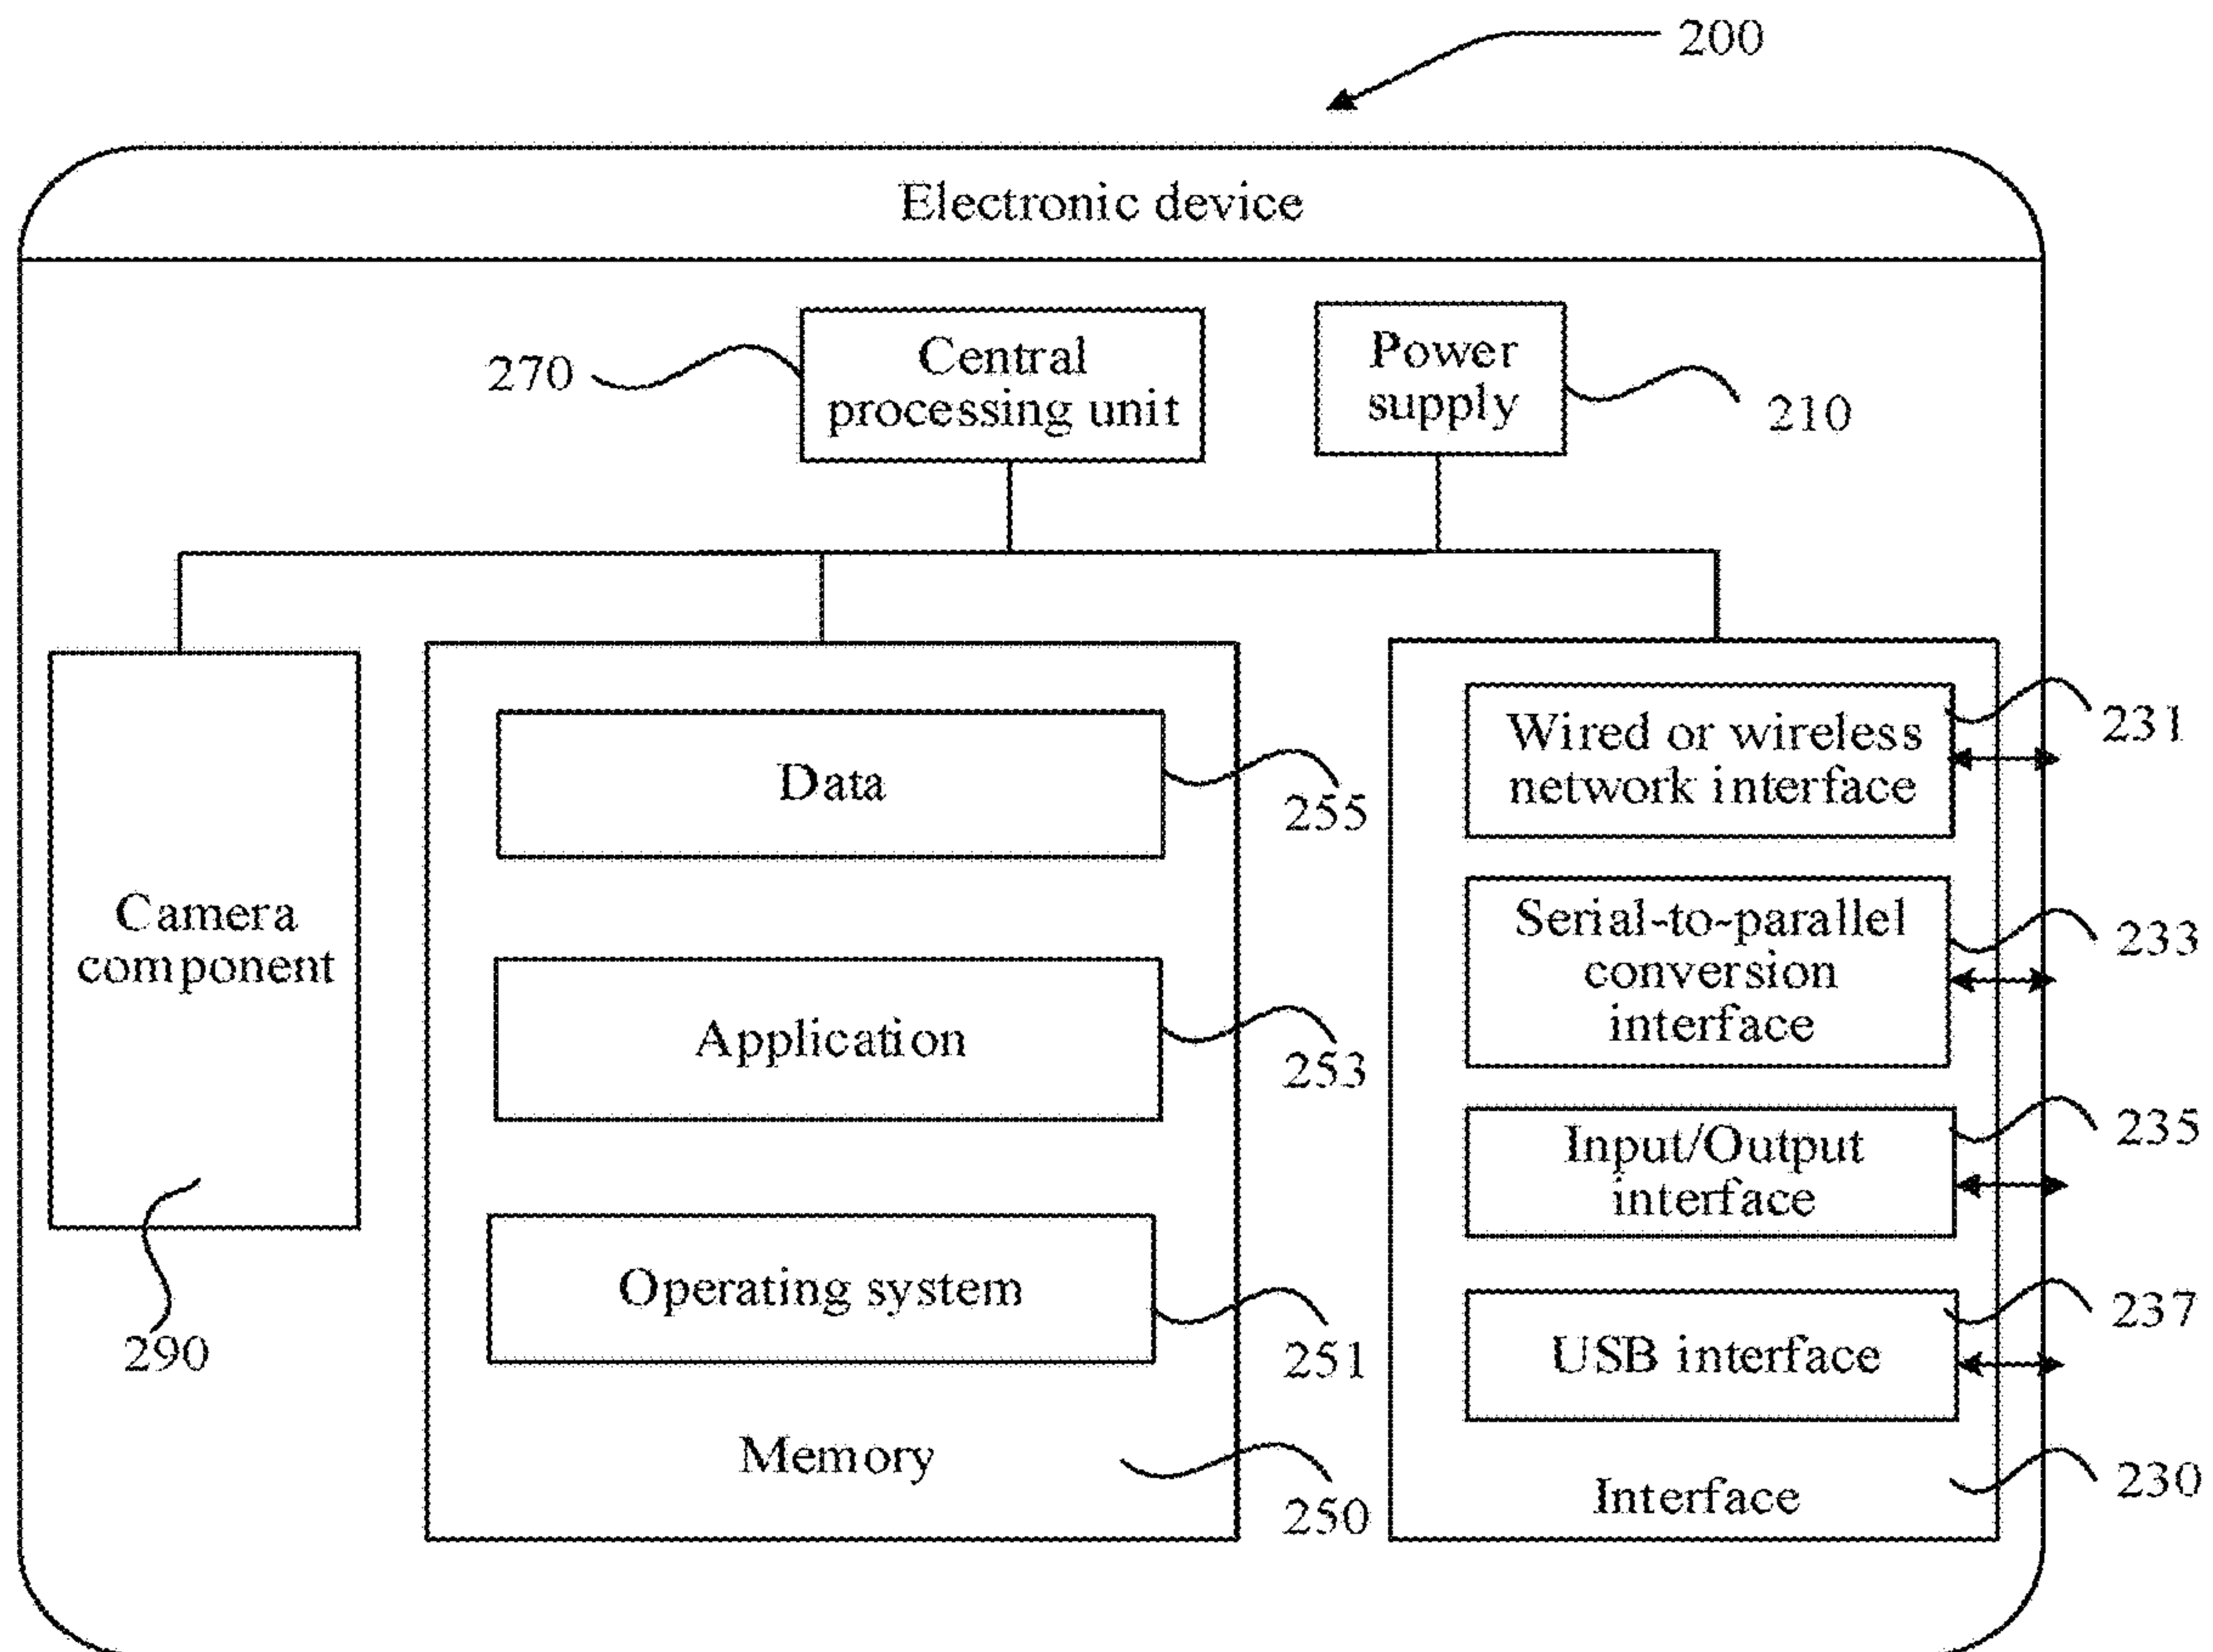 200
Electronic device
270
Central
processing unit
Power
supply
210
Camera
component
290
Data
255
Application
253
Operating system
251
Memory
250
Wired or wireless
network interface
231
Serial-to-parallel
conversion
interface
233
Input/Output
interface
235
USB interface
237
Interface
230